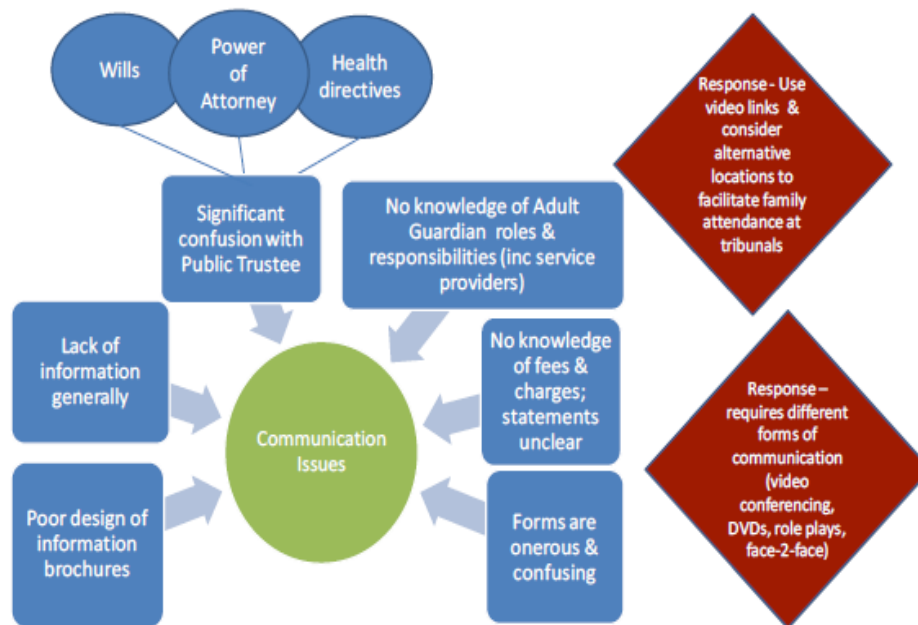 Wills
Power
of
Attorney
Health
directives
Significant
confusion with
Public Trustee
No knowledge of Adult
Guardian roles &
responsibilities (inc service
providers)
Lack of
information
generally
No knowledge
of fees &
charges;
statements
unclear
Communication
Issues
Poor design of
information
brochures
Forms are
onerous &
confusing
Response - Use
video links &
consider
alternative
locations to
facilitate family
attendance at
tribunals
Response –
requires different
forms of
communication
(video
conferencing,
DVDs, role plays,
face-2-face)